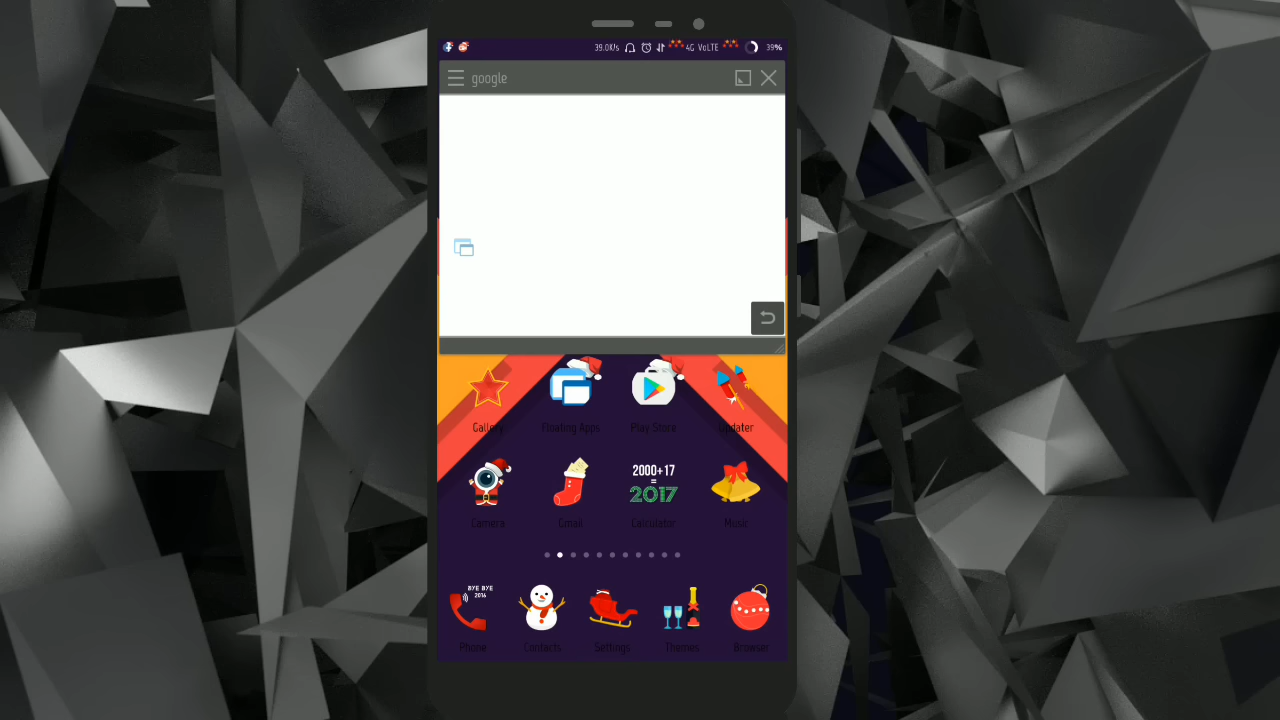 39.0K/s 4G VoLTE 39%
google
Gallery Floating Apps Play Store Updater
2000+17
=
2017
Camera Gmail Calculator Music
BYE BYE
2016
Phone Contacts Settings Themes Browser